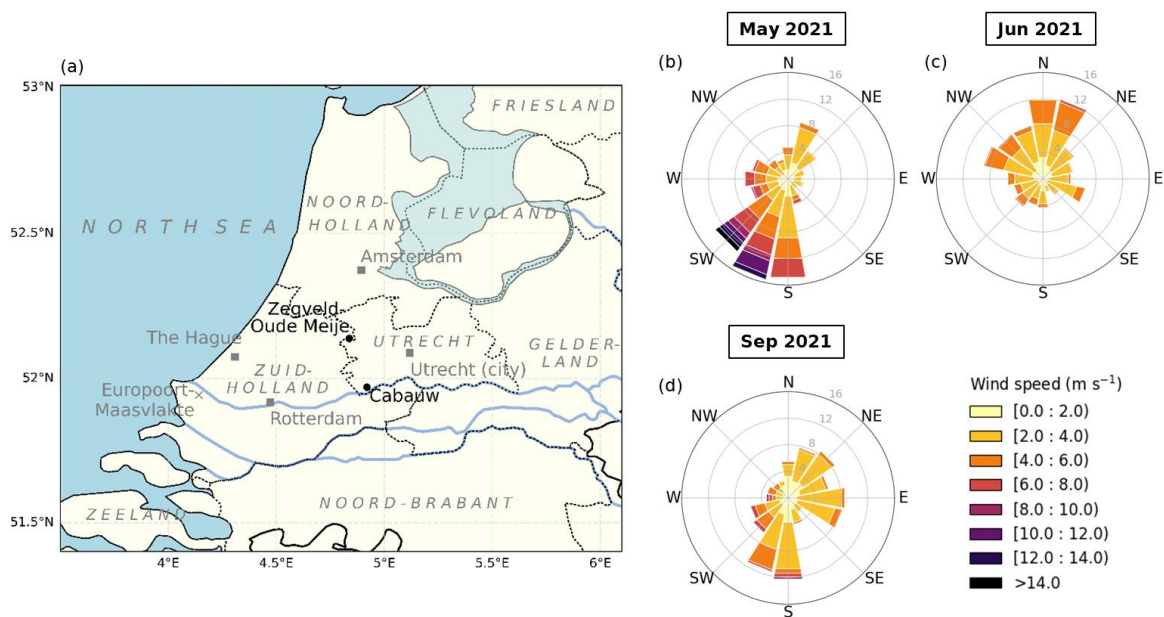 May 2021
Jun 2021
(a)
53°N
52.5°N
52°N
51.5°N
4°E
4.5°E
5°E
5.5°E
6°E
FRIESLAND
NORTH SEA
NOORD-
HOLLAND
FLEVOLAND
Amsterdam
Zegveld-
Oude Meije
The Hague
UTRECHT
GELDER-
LAND
ZUID-
HOLLAND
Utrecht (city)
Europoort-
Maasvlakte
Cabauw
Rotterdam
NOORD-BRABANT
ZEELAND
(b)
N
NE
E
SE
S
SW
W
NW
4
8
12
16
(c)
N
NE
E
SE
S
SW
W
NW
4
8
12
16
Sep 2021
(d)
N
NE
E
SE
S
SW
W
NW
4
8
12
16
Wind speed (m s⁻¹)
[0.0 : 2.0)
[2.0 : 4.0)
[4.0 : 6.0)
[6.0 : 8.0)
[8.0 : 10.0)
[10.0 : 12.0)
[12.0 : 14.0)
>14.0